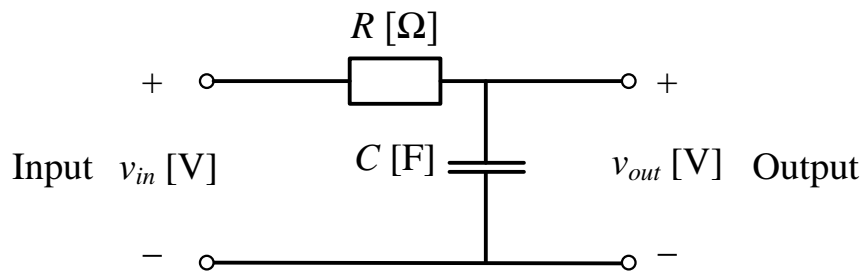 R [Ω]
+ +
Input v_in [V] C [F] v_out [V] Output
− −